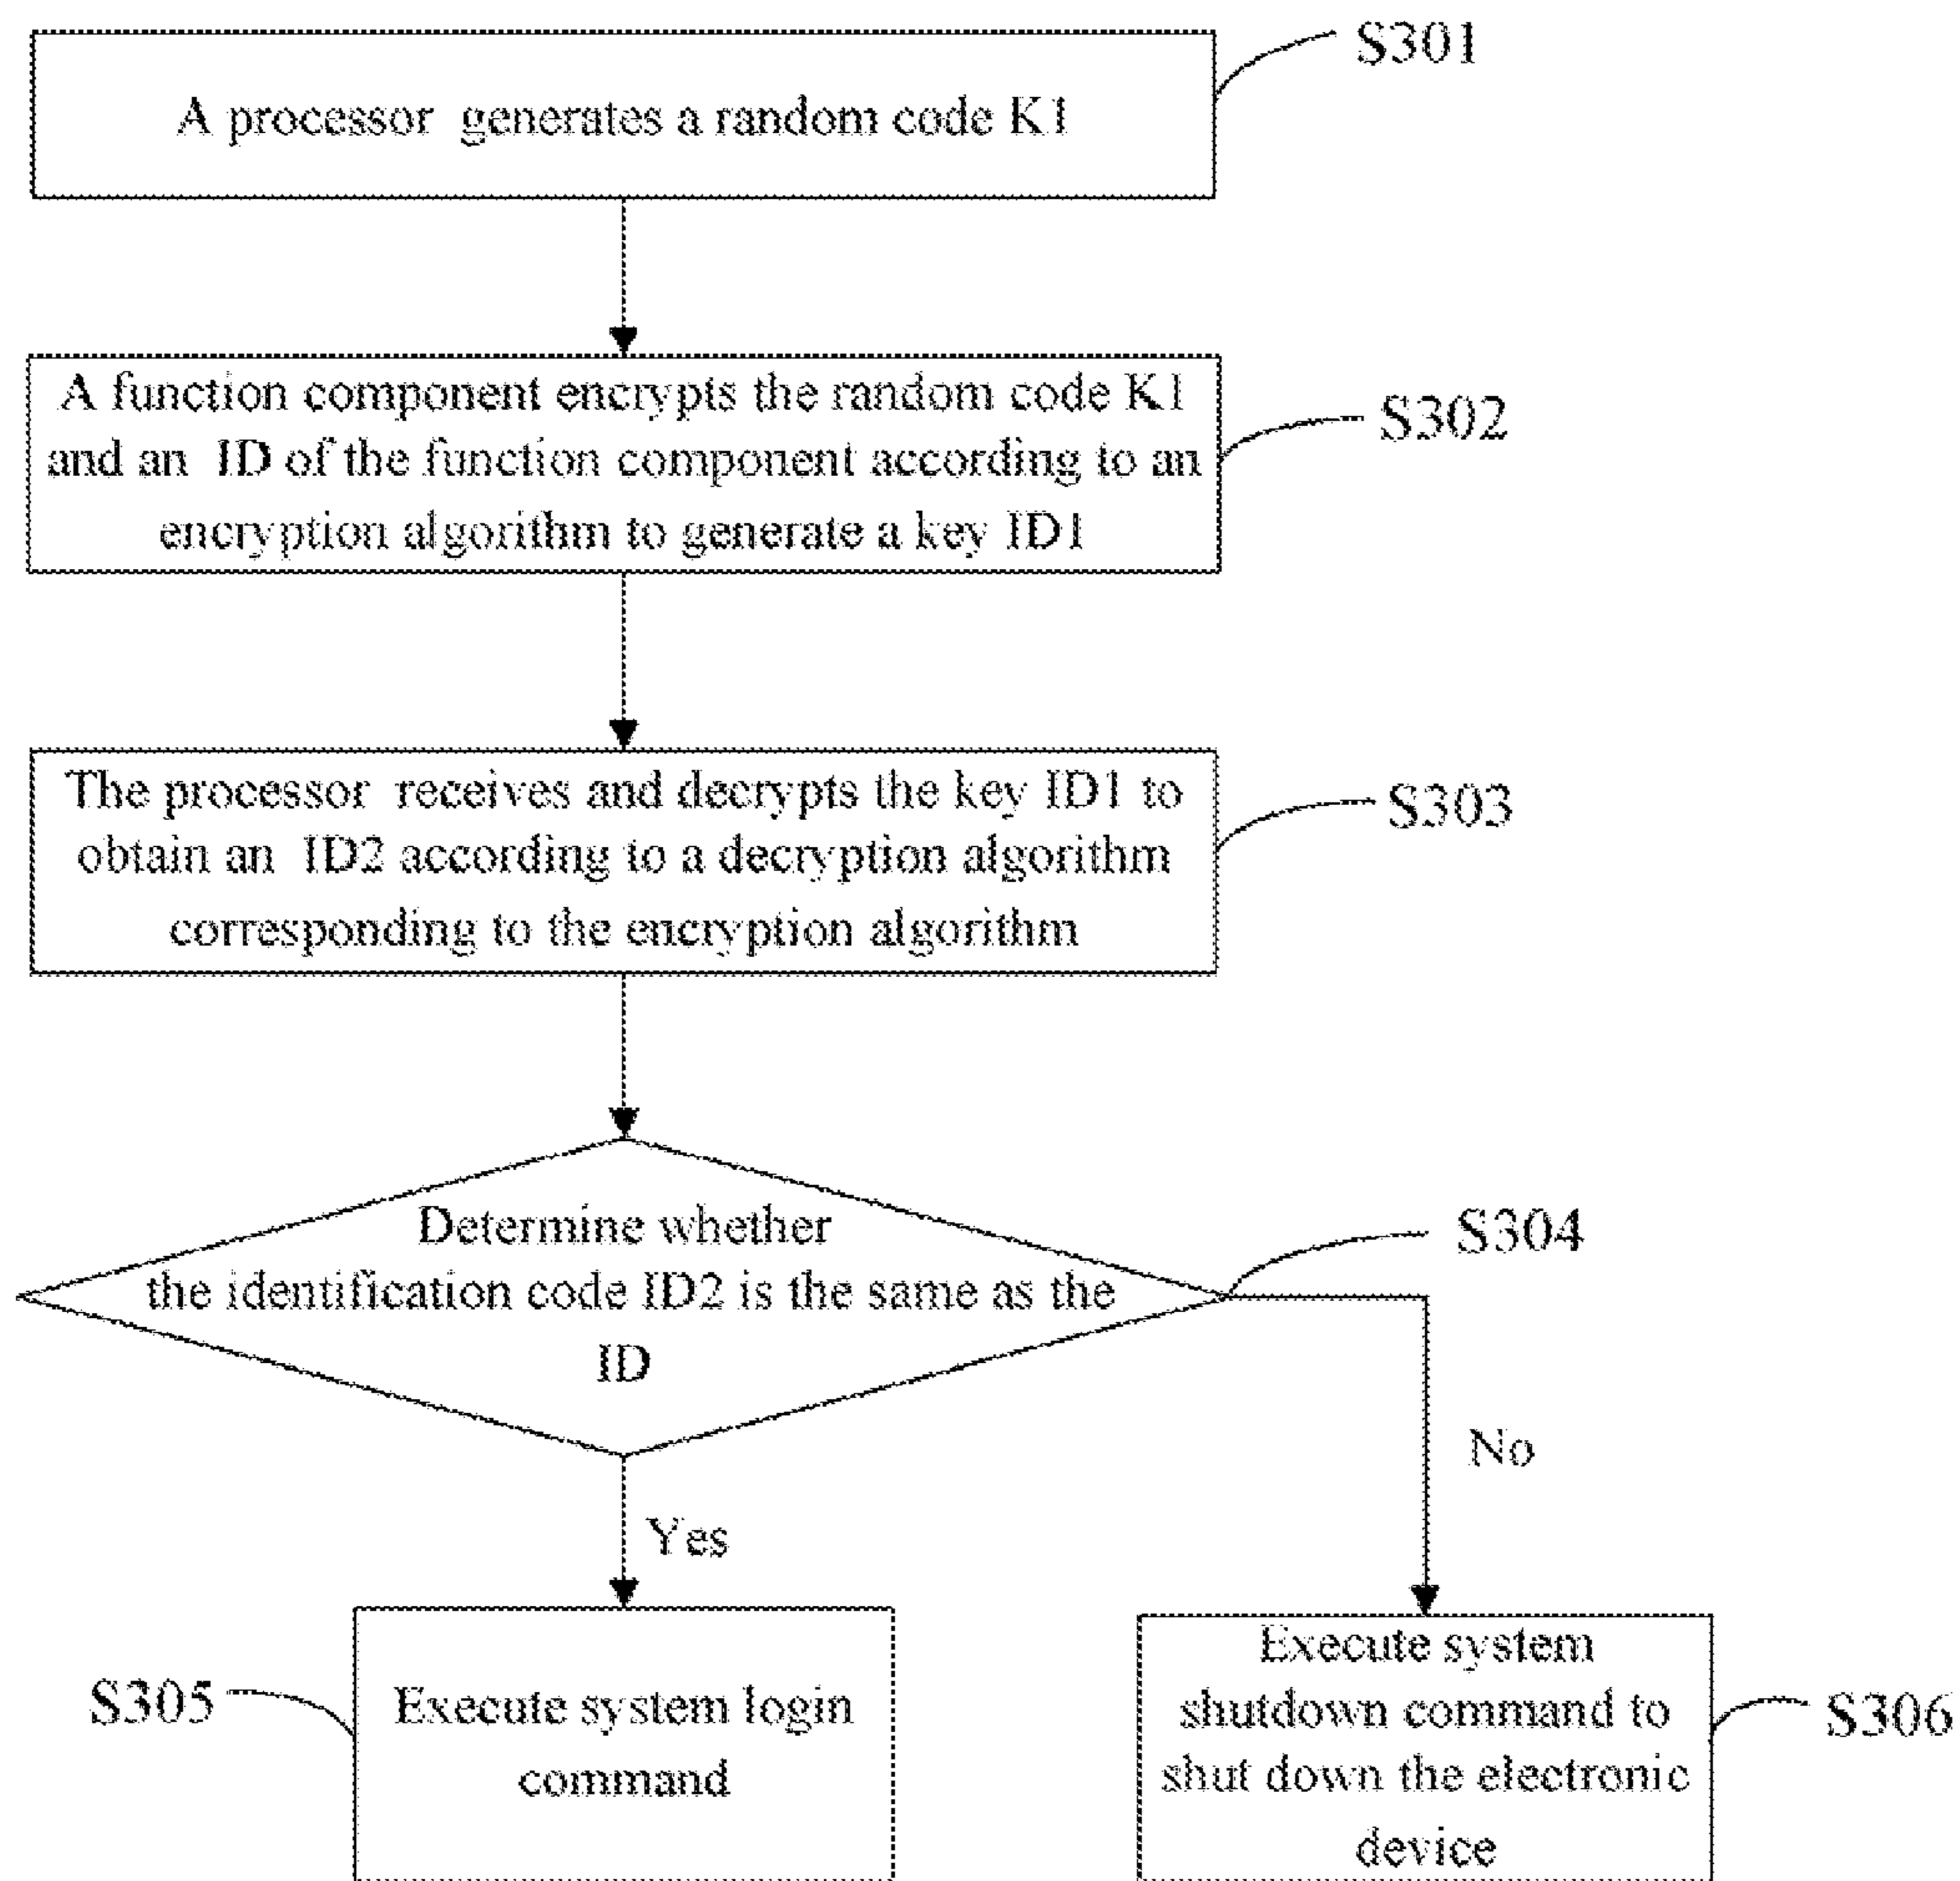 S301
A processor generates a random code K1
A function component encrypts the random code K1
and an ID of the function component according to an
encryption algorithm to generate a key ID1
S302
The processor receives and decrypts the key ID1 to
obtain an ID2 according to a decryption algorithm
corresponding to the encryption algorithm
S303
Determine whether
the identification code ID2 is the same as the
ID
S304
No
Yes
S305
Execute system login
command
Execute system
shutdown command to
shut down the electronic
device
S306